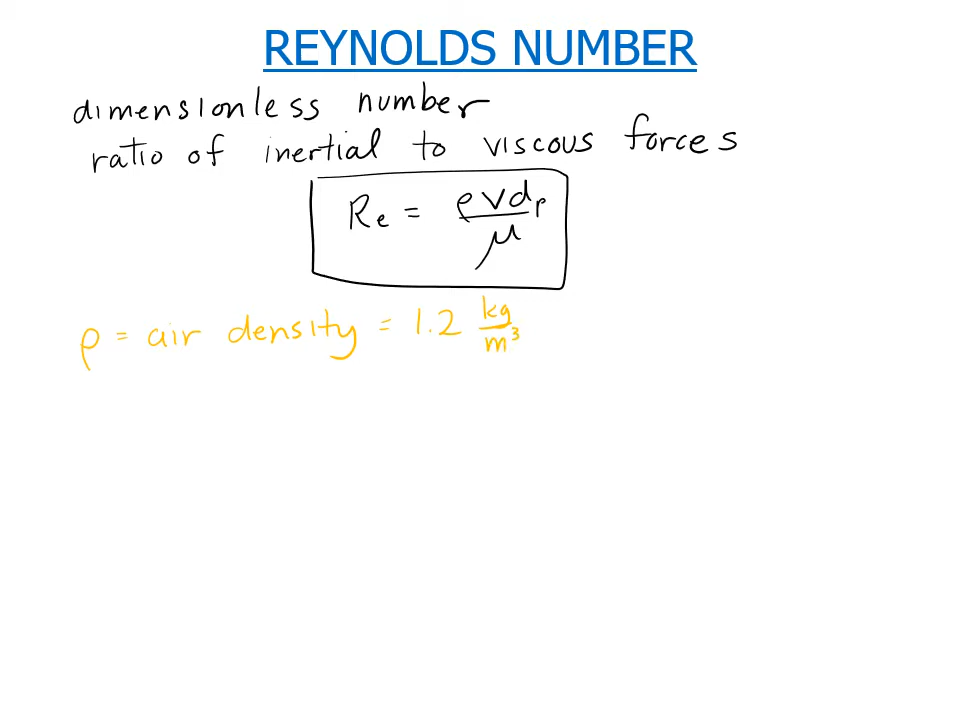 REYNOLDS NUMBER
dimensionless number
ratio of inertial to viscous forces
Re = ρvdp/μ
ρ = air density = 1.2 kg/m³